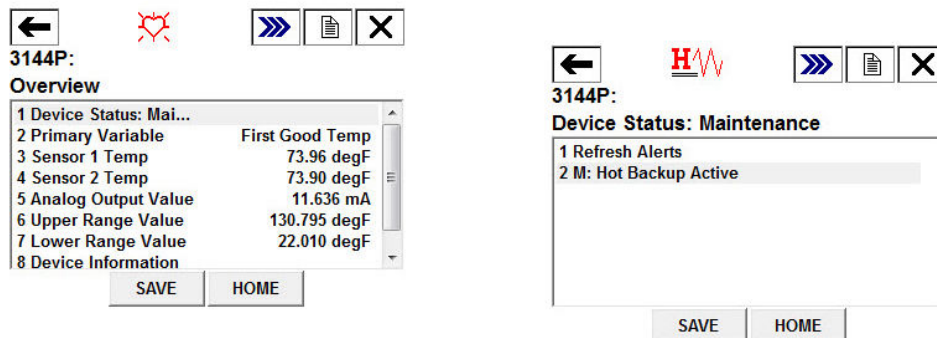 3144P:
Overview
1 Device Status: Mai...
2 Primary Variable First Good Temp
3 Sensor 1 Temp 73.96 degF
4 Sensor 2 Temp 73.90 degF
5 Analog Output Value 11.636 mA
6 Upper Range Value 130.795 degF
7 Lower Range Value 22.010 degF
8 Device Information
SAVE HOME
H
3144P:
Device Status: Maintenance
1 Refresh Alerts
2 M: Hot Backup Active
SAVE HOME